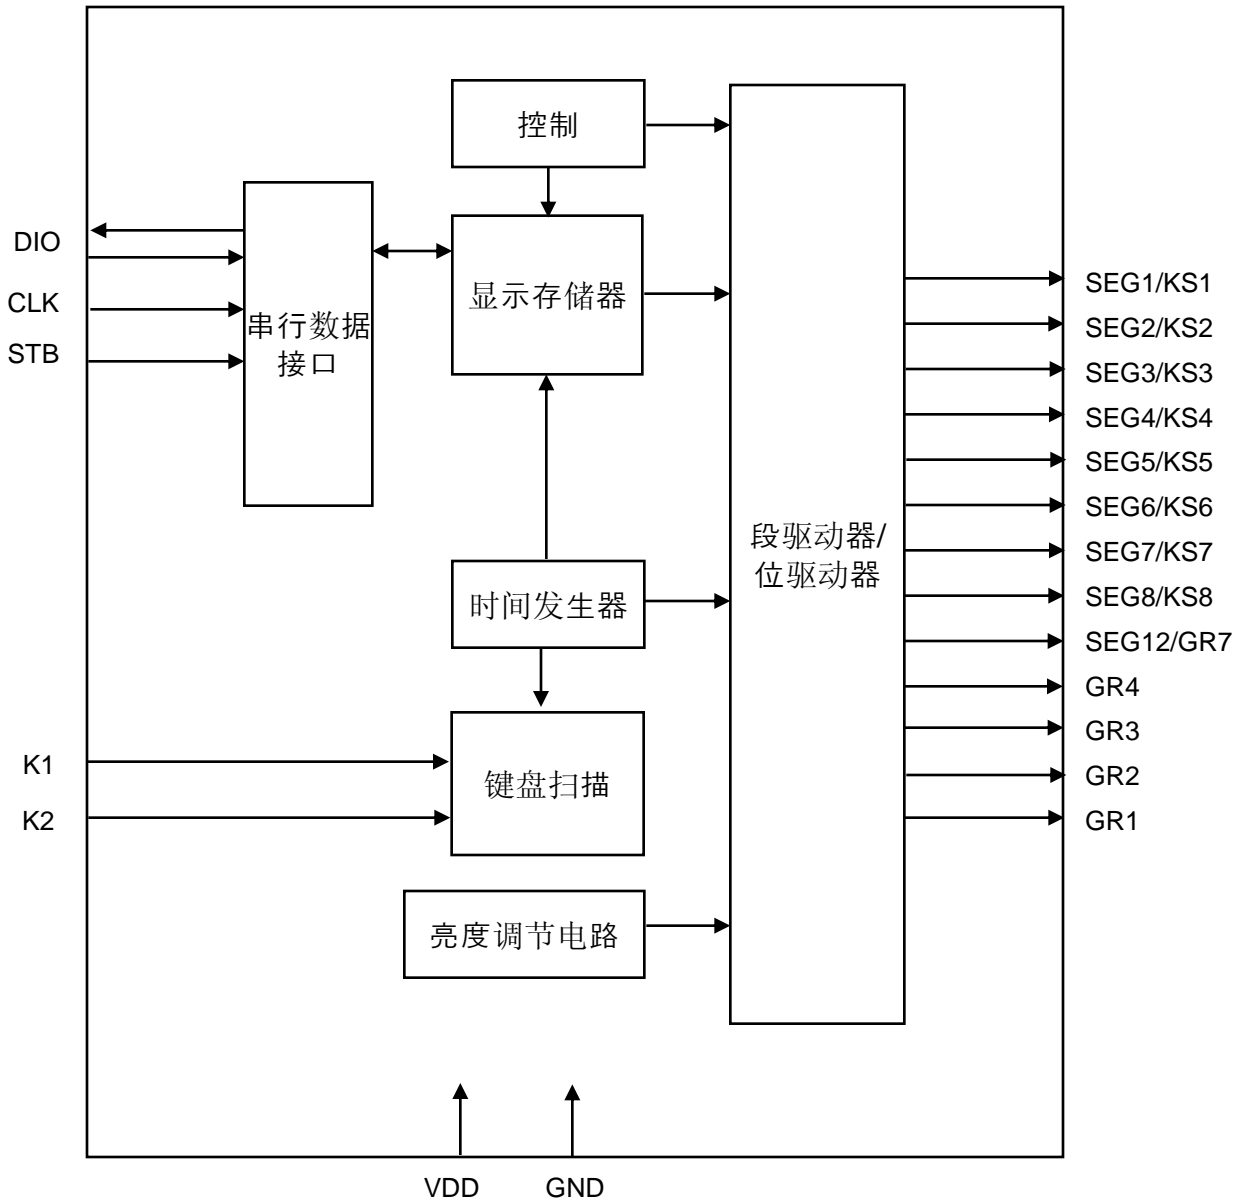 控制
DIO
CLK
STB
串行数据
接口
显示存储器
时间发生器
K1
K2
键盘扫描
亮度调节电路
段驱动器/
位驱动器
SEG1/KS1
SEG2/KS2
SEG3/KS3
SEG4/KS4
SEG5/KS5
SEG6/KS6
SEG7/KS7
SEG8/KS8
SEG12/GR7
GR4
GR3
GR2
GR1
VDD
GND